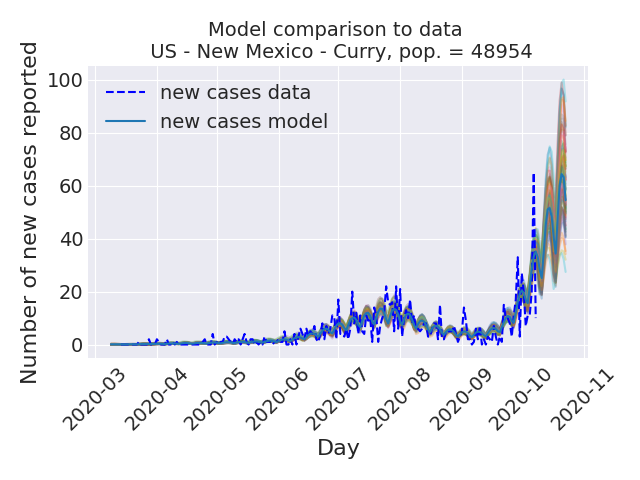 Model comparison to data
US - New Mexico - Curry, pop. = 48954
Number of new cases reported
100
80
60
40
20
0
new cases data
new cases model
2020-03
2020-04
2020-05
2020-06
2020-07
2020-08
2020-09
2020-10
2020-11
Day